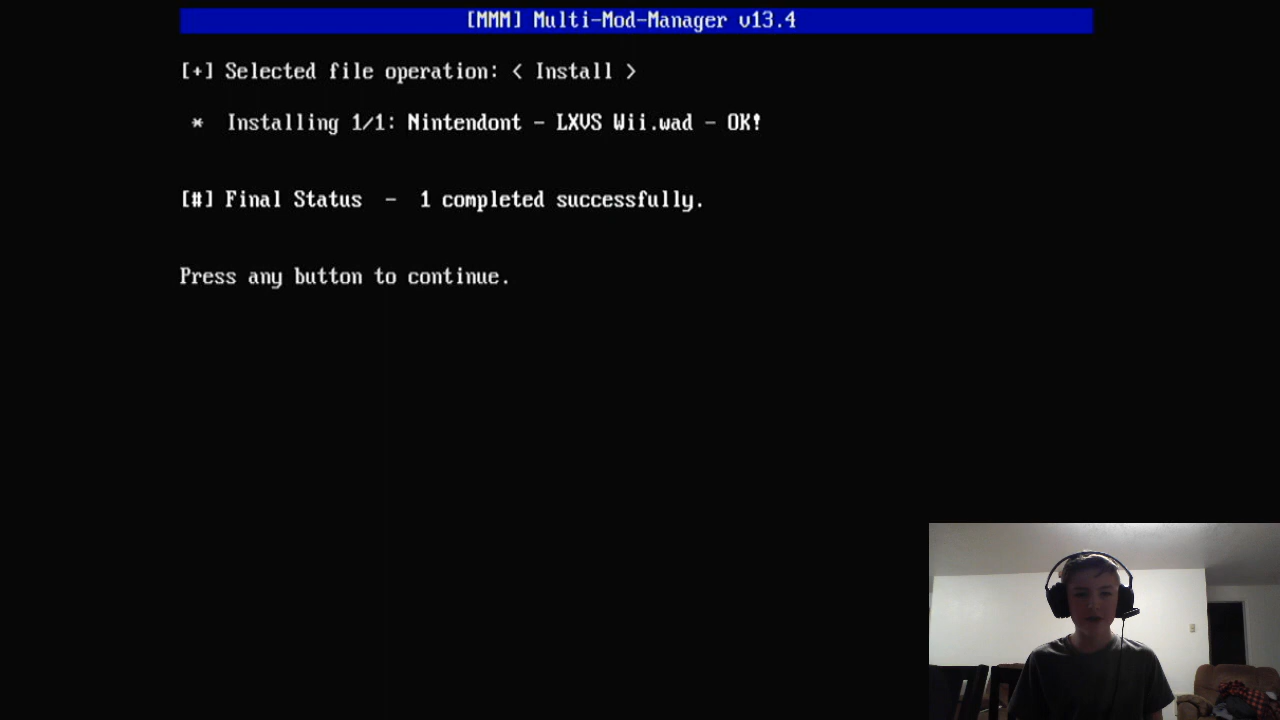 [MMM] Multi-Mod-Manager v13.4
[+] Selected file operation: < Install >
* Installing 1/1: Nintendont - LXVS Wii.wad - OK!
[#] Final Status - 1 completed successfully.
Press any button to continue.